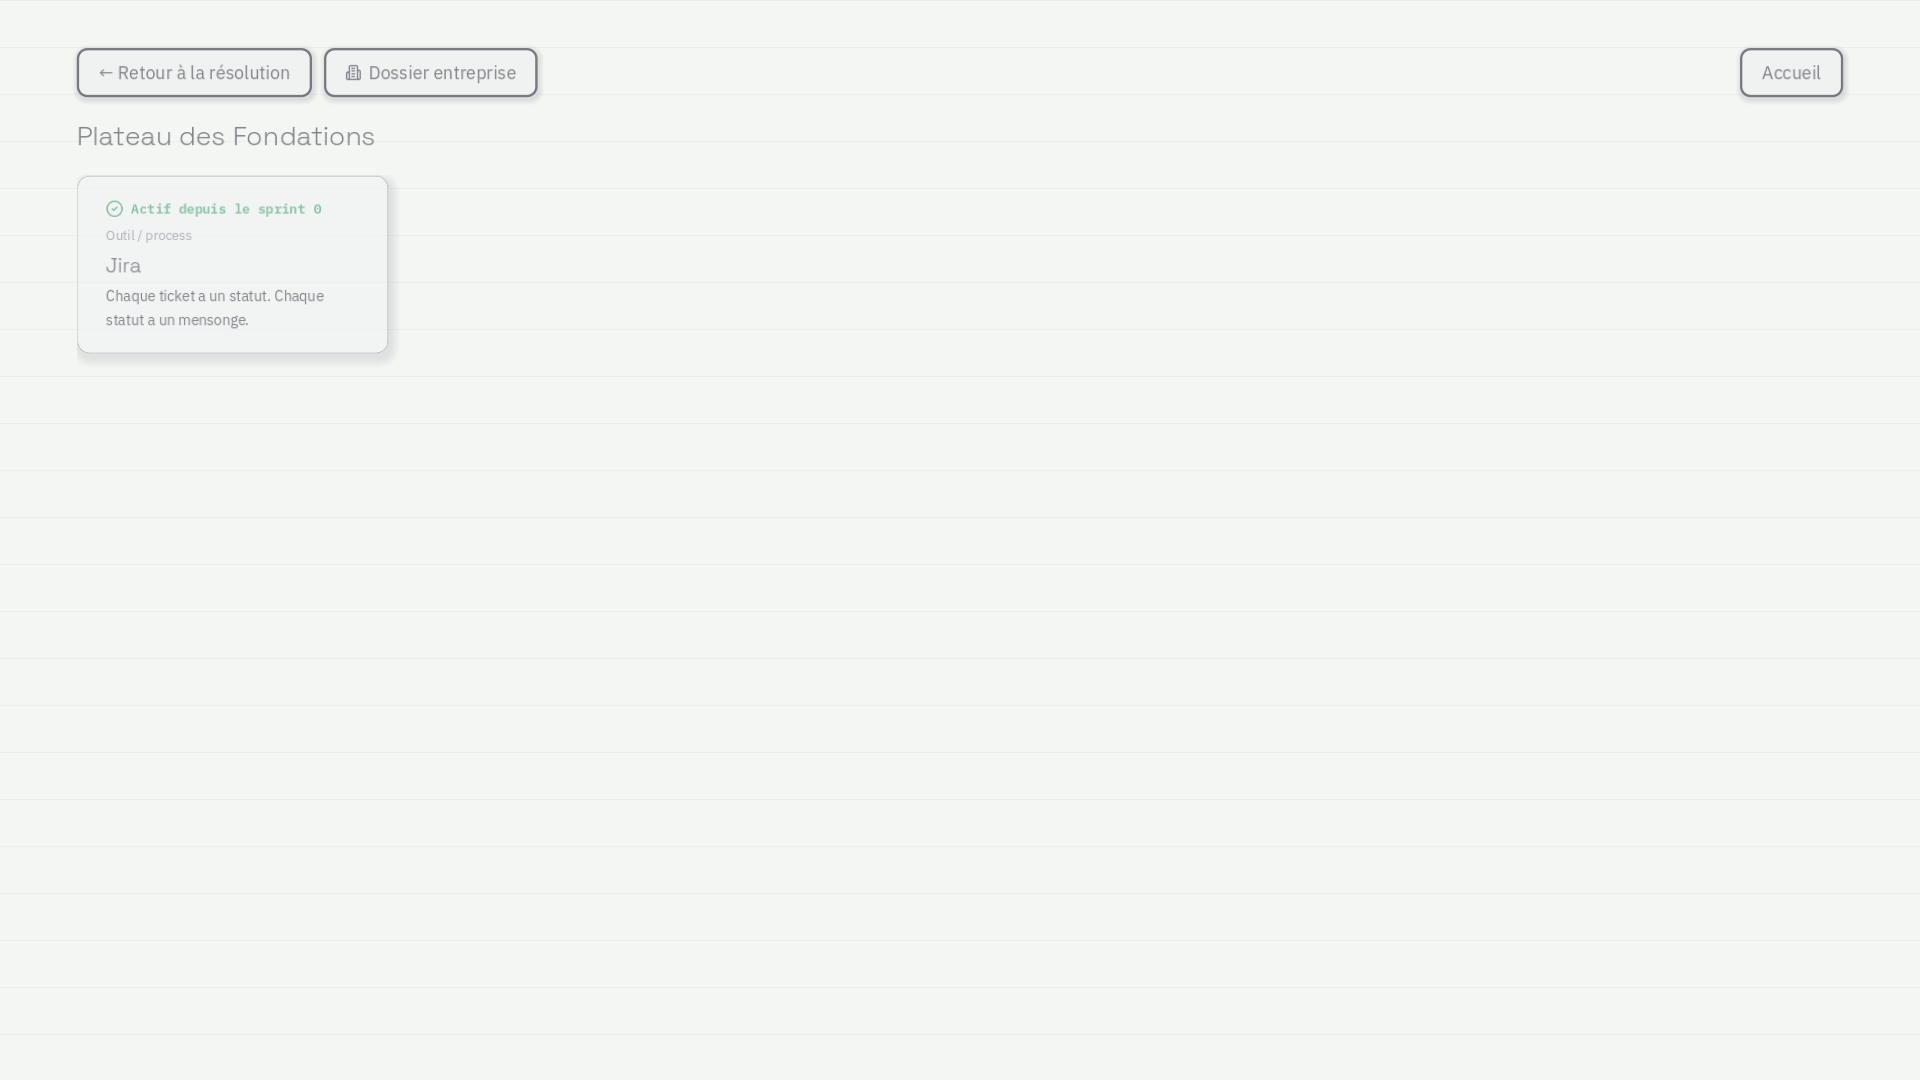 ← Retour à la résolution
Dossier entreprise
Accueil
Plateau des Fondations
Actif depuis le sprint 0
Outil / process
Jira
Chaque ticket a un statut. Chaque
statut a un mensonge.